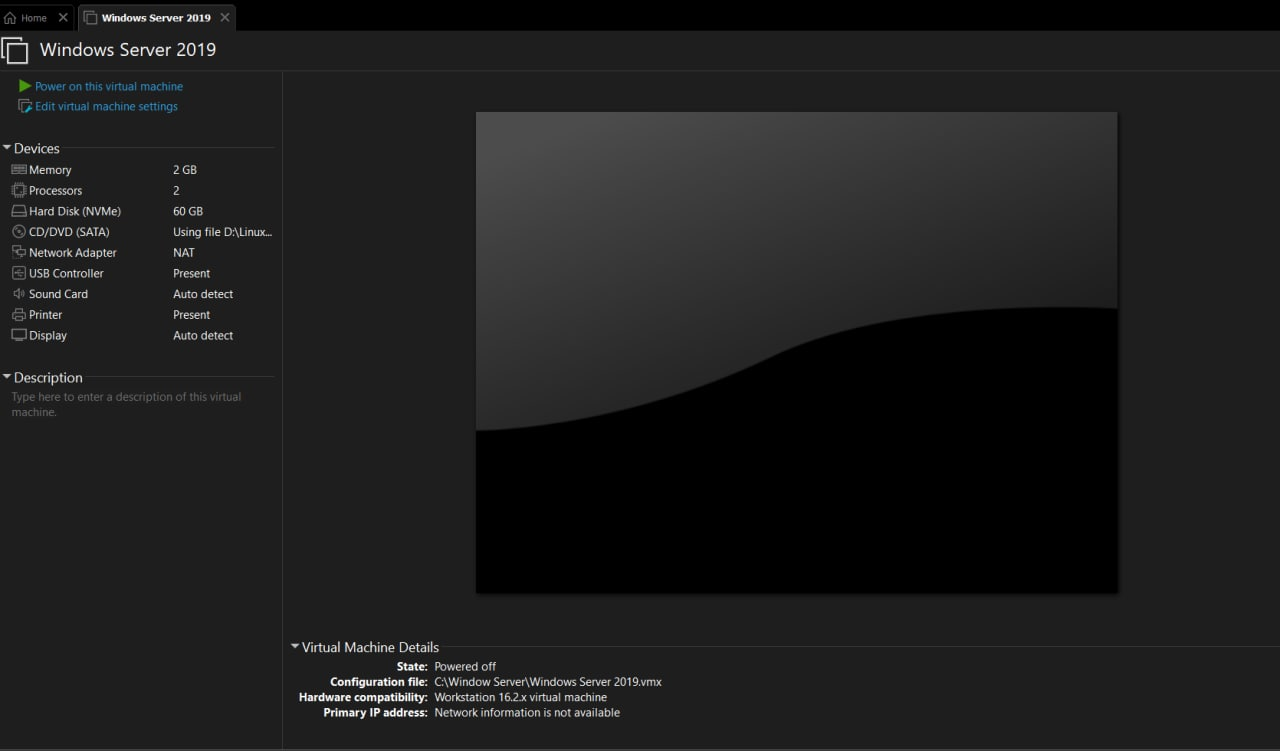 Home
Windows Server 2019
Windows Server 2019
Power on this virtual machine
Edit virtual machine settings
Devices
Memory 2 GB
Processors 2
Hard Disk (NVMe) 60 GB
CD/DVD (SATA) Using file D:\Linux...
Network Adapter NAT
USB Controller Present
Sound Card Auto detect
Printer Present
Display Auto detect
Description
Type here to enter a description of this virtual
machine.
Virtual Machine Details
State: Powered off
Configuration file: C:\Window Server\Windows Server 2019.vmx
Hardware compatibility: Workstation 16.2.x virtual machine
Primary IP address: Network information is not available